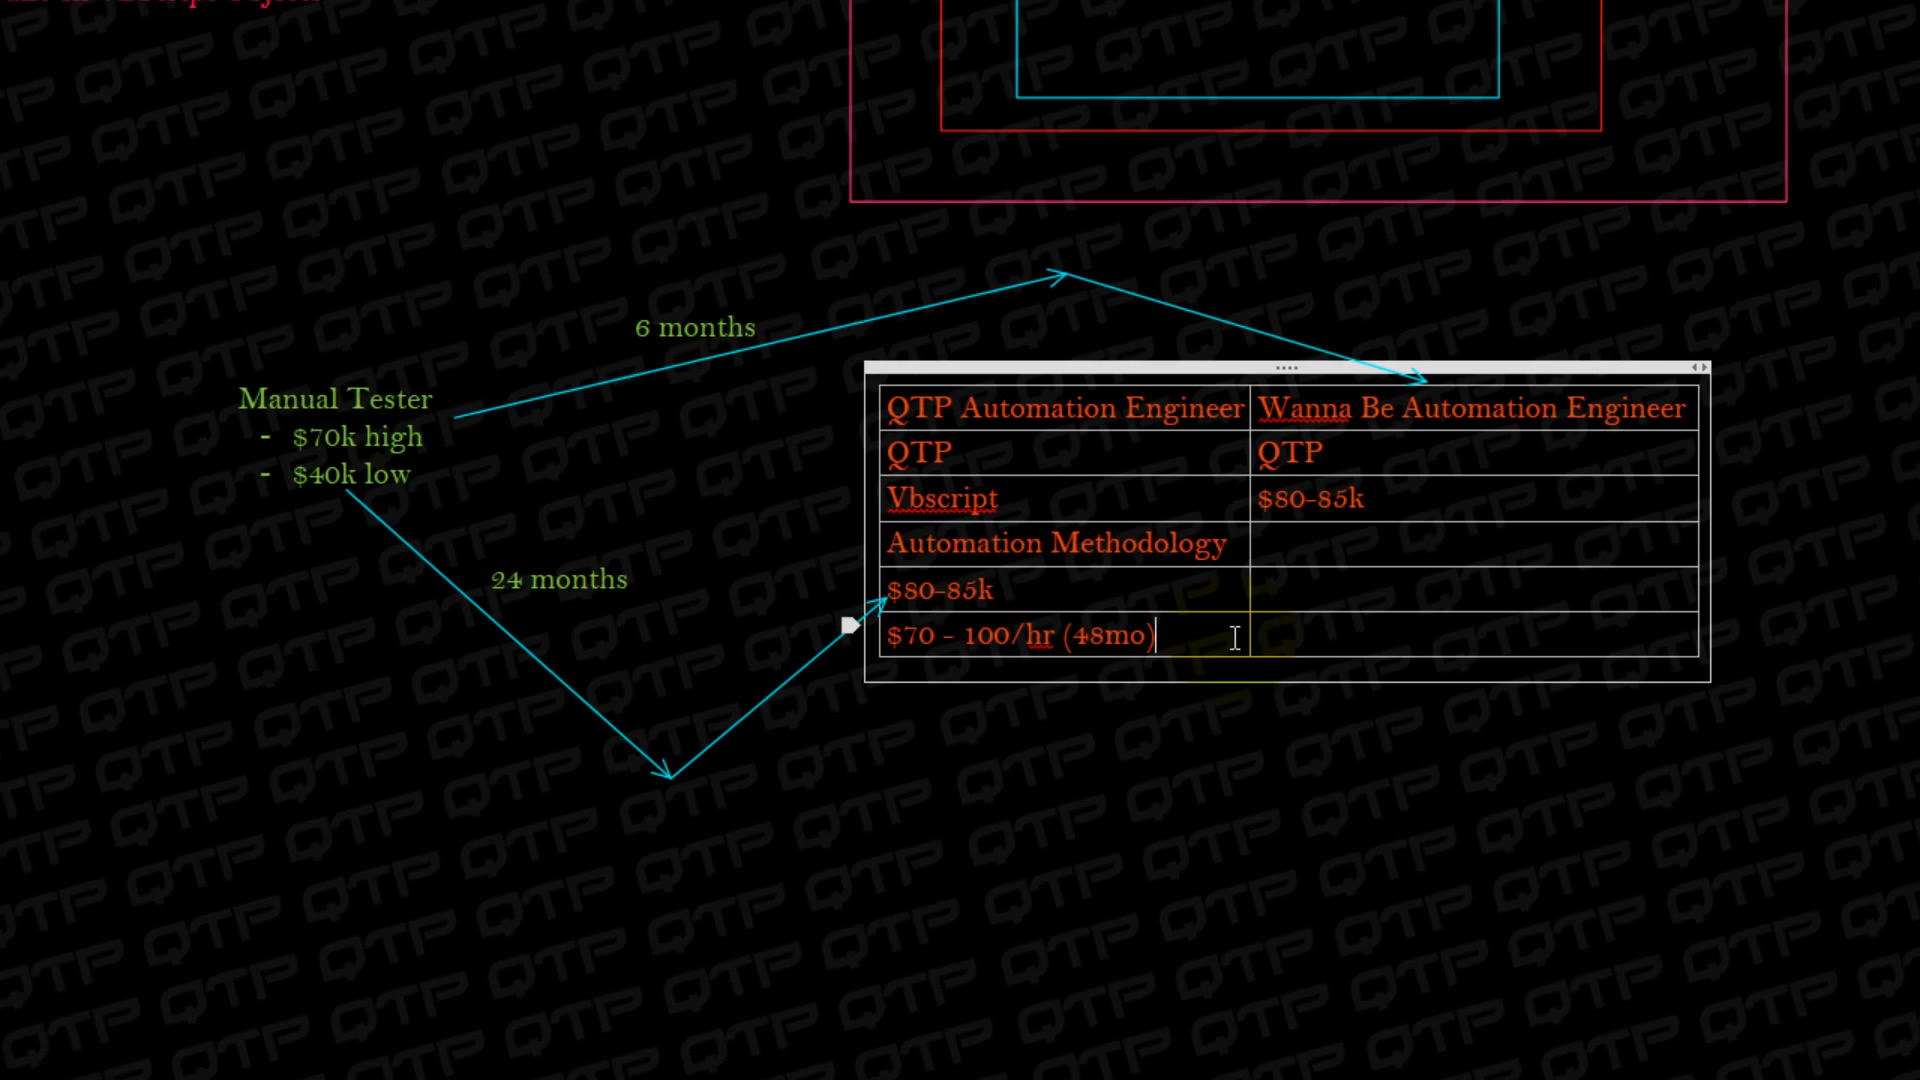 6 months
Manual Tester
- $70k high
- $40k low
24 months
QTP Automation Engineer Wanna Be Automation Engineer
QTP QTP
Vbscript $80-85k
Automation Methodology
$80-85k
$70 - 100/hr (48mo)